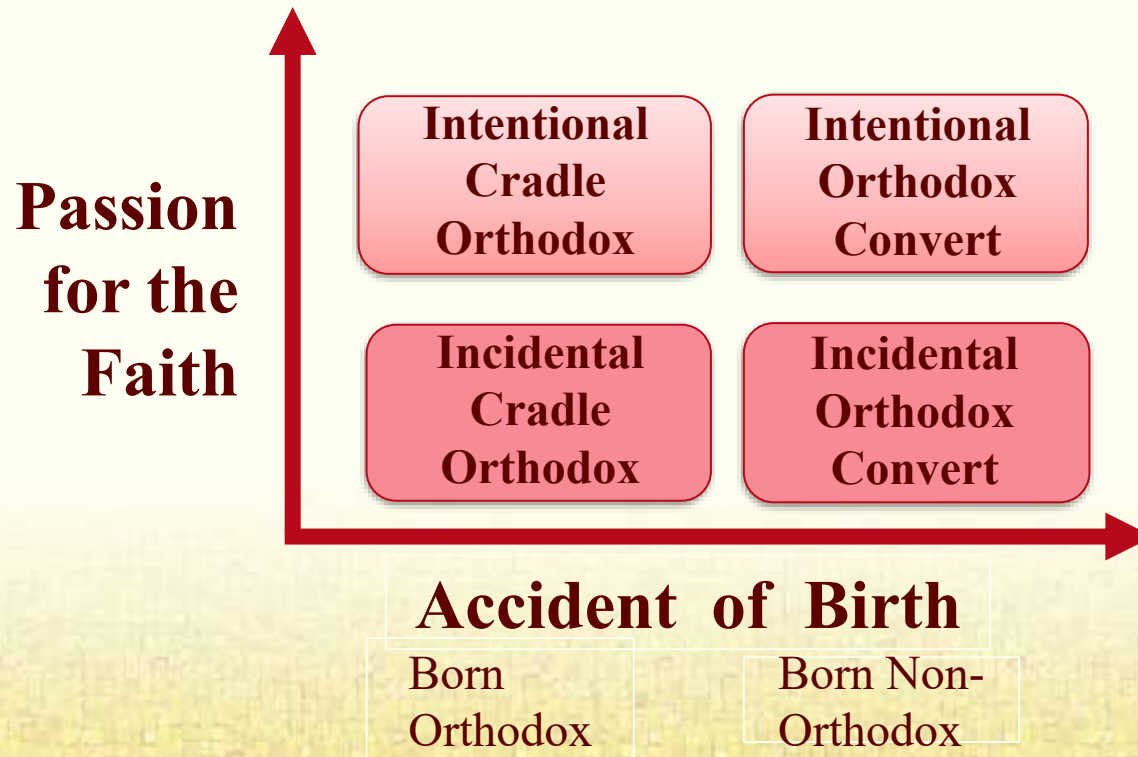 Passion
for the
Faith
Intentional
Cradle
Orthodox
Intentional
Orthodox
Convert
Incidental
Cradle
Orthodox
Incidental
Orthodox
Convert
Accident of Birth
Born
Orthodox
Born Non-
Orthodox